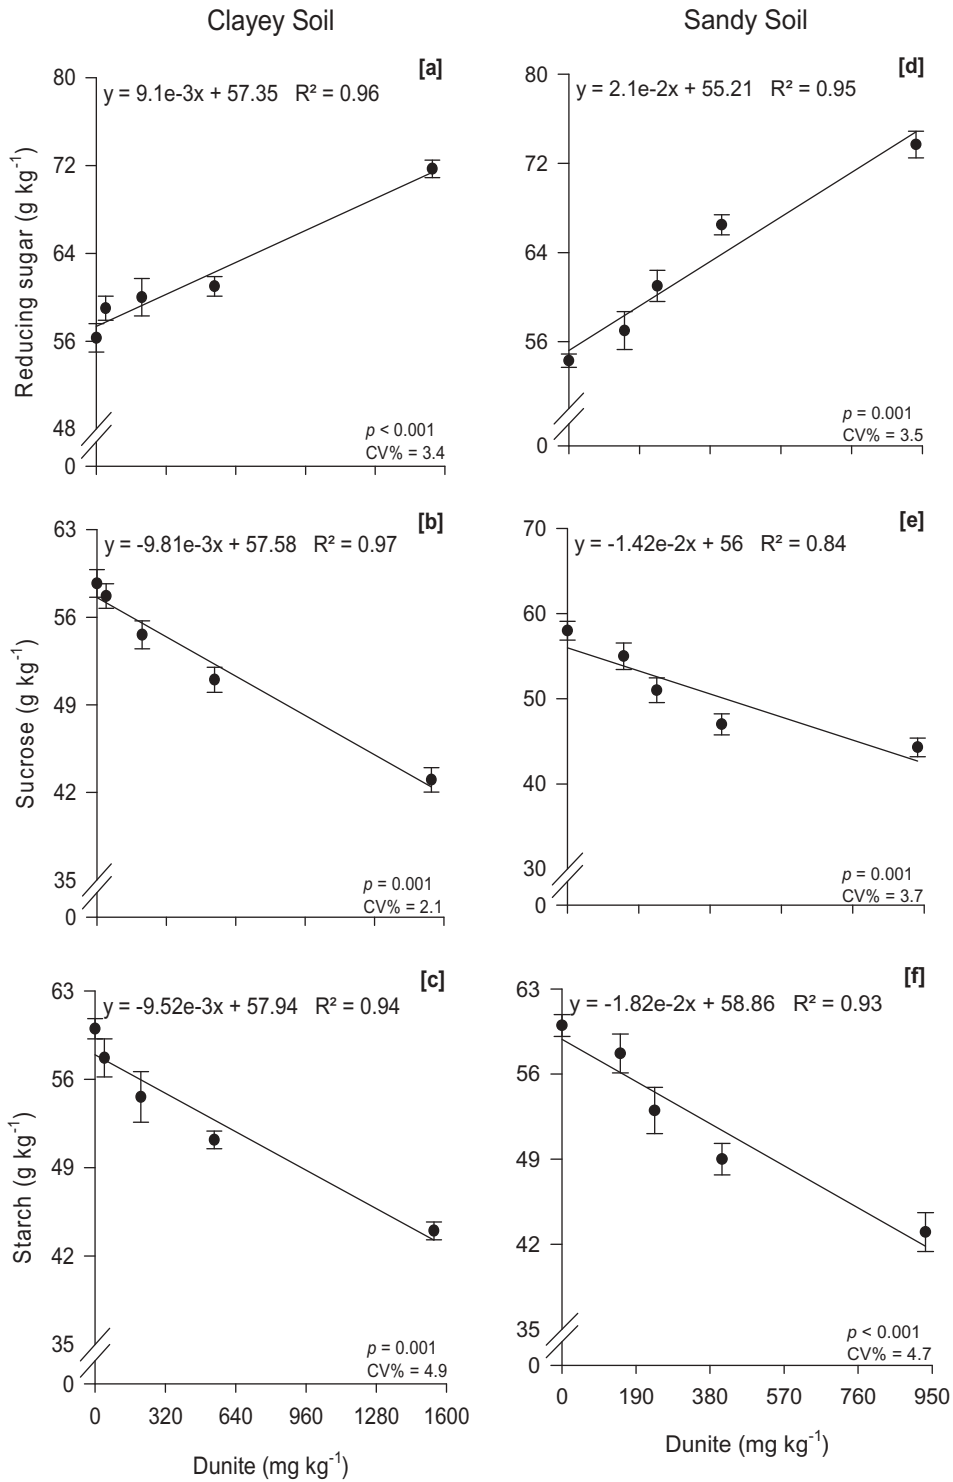 Clayey Soil
Sandy Soil
[a]
y = 9.1e-3x + 57.35 R² = 0.96
80
72
64
56
48
0
Reducing sugar (g kg⁻¹)
p < 0.001
CV% = 3.4
[d]
y = 2.1e-2x + 55.21 R² = 0.95
80
72
64
56
0
p = 0.001
CV% = 3.5
[b]
y = -9.81e-3x + 57.58 R² = 0.97
63
56
49
42
35
0
Sucrose (g kg⁻¹)
p = 0.001
CV% = 2.1
[e]
y = -1.42e-2x + 56 R² = 0.84
70
60
50
40
30
0
p = 0.001
CV% = 3.7
[c]
y = -9.52e-3x + 57.94 R² = 0.94
63
56
49
42
35
0
Starch (g kg⁻¹)
p = 0.001
CV% = 4.9
0 320 640 960 1280 1600
Dunite (mg kg⁻¹)
[f]
y = -1.82e-2x + 58.86 R² = 0.93
63
56
49
42
35
0
p < 0.001
CV% = 4.7
0 190 380 570 760 950
Dunite (mg kg⁻¹)